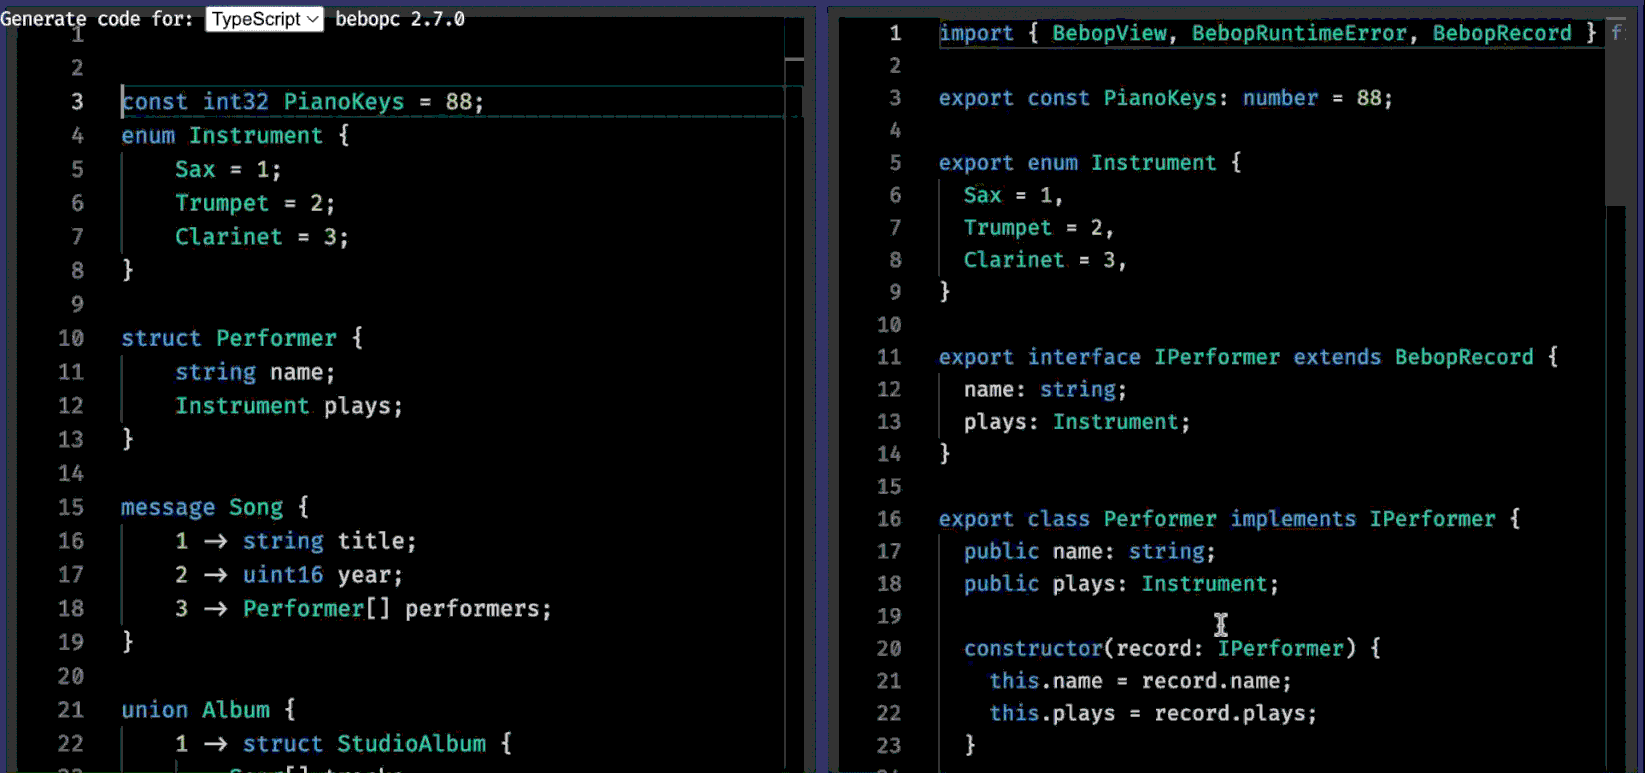 Generate code for: TypeScript bebopc 2.7.0
1
2
3 const int32 PianoKeys = 88;
4 enum Instrument {
5 Sax = 1;
6 Trumpet = 2;
7 Clarinet = 3;
8 }
9
10 struct Performer {
11 string name;
12 Instrument plays;
13 }
14
15 message Song {
16 1 → string title;
17 2 → uint16 year;
18 3 → Performer[] performers;
19 }
20
21 union Album {
22 1 → struct StudioAlbum {
1 import { BebopView, BebopRuntimeError, BebopRecord } f
2
3 export const PianoKeys: number = 88;
4
5 export enum Instrument {
6 Sax = 1,
7 Trumpet = 2,
8 Clarinet = 3,
9 }
10
11 export interface IPerformer extends BebopRecord {
12 name: string;
13 plays: Instrument;
14 }
15
16 export class Performer implements IPerformer {
17 public name: string;
18 public plays: Instrument;
19
20 constructor(record: IPerformer) {
21 this.name = record.name;
22 this.plays = record.plays;
23 }